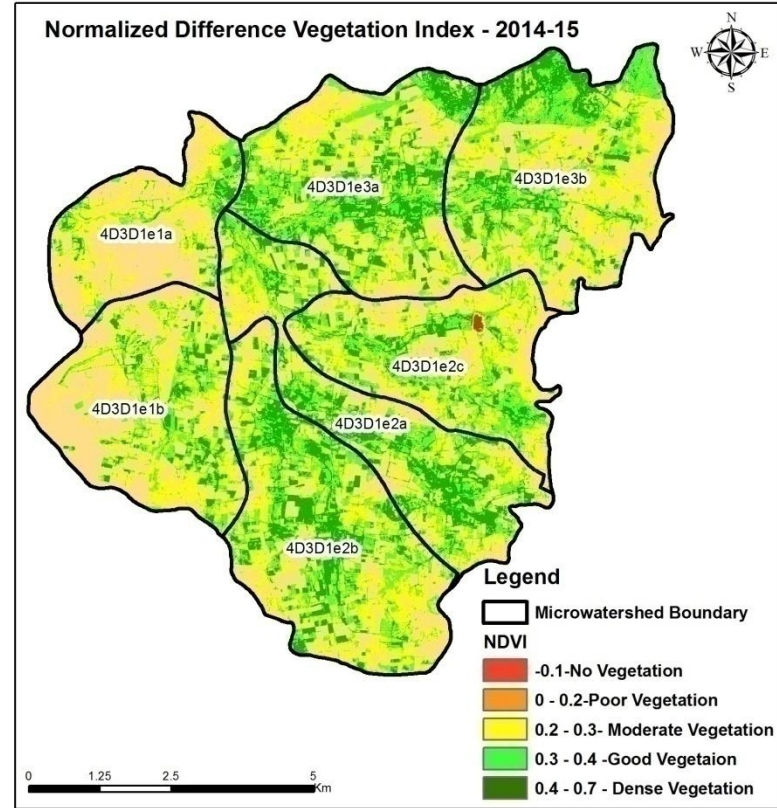 Normalized Difference Vegetation Index - 2014-15
N
W E
S
4D3D1e3a
4D3D1e3b
4D3D1e1a
4D3D1e2c
4D3D1e1b
4D3D1e2a
4D3D1e2b
Legend
Microwatershed Boundary
NDVI
-0.1-No Vegetation
0 - 0.2-Poor Vegetation
0.2 - 0.3- Moderate Vegetation
0.3 - 0.4 -Good Vegetaion
0.4 - 0.7 - Dense Vegetation
0 1.25 2.5 5
Km